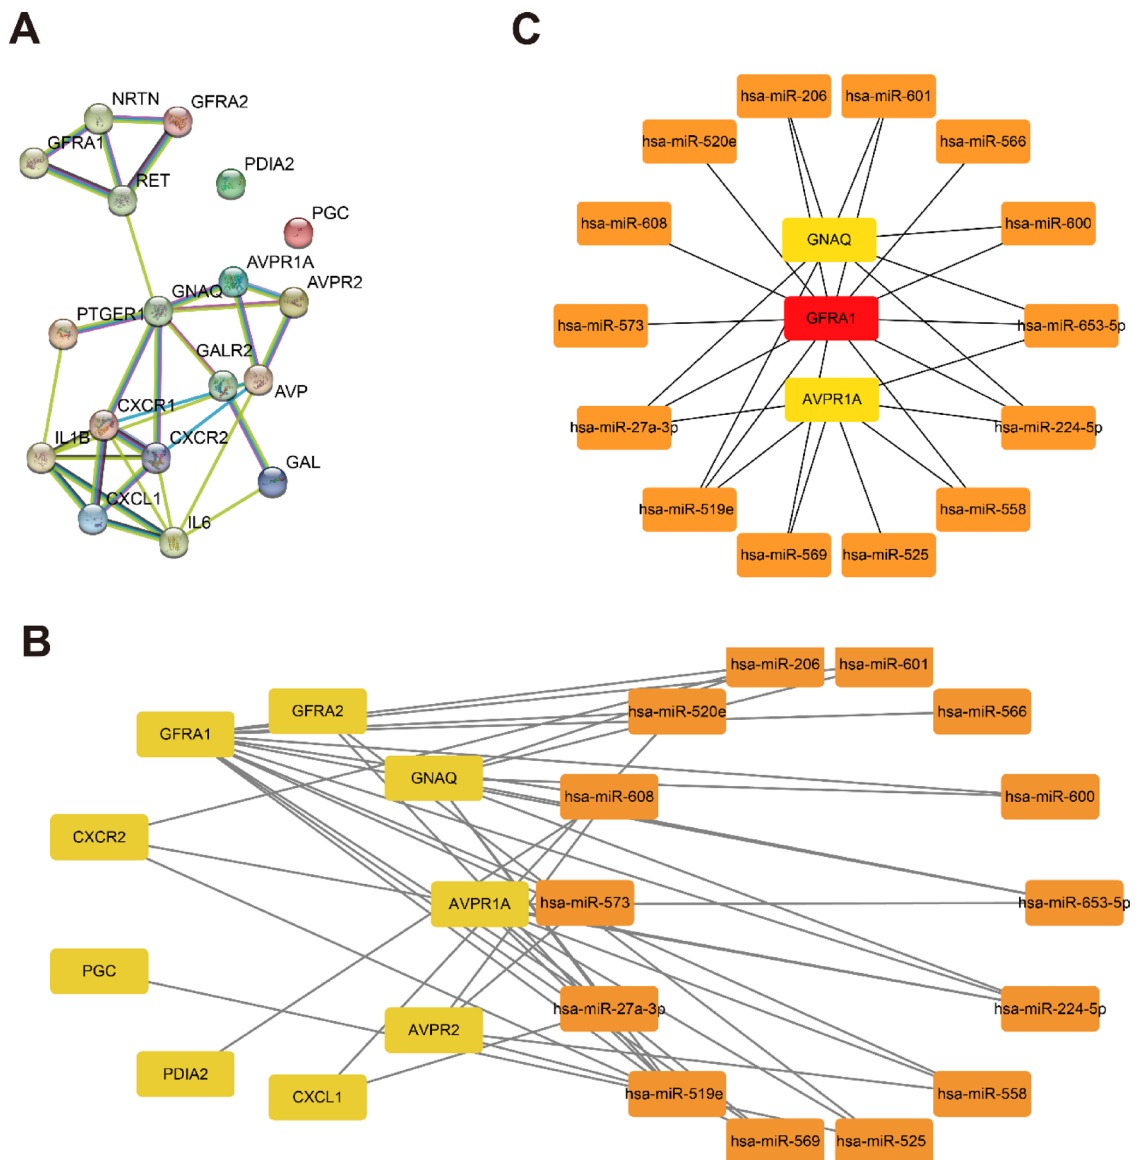 A
C
NRTN
GFRA2
GFRA1
RET
PDIA2
PGC
AVPR1A
AVPR2
GNAQ
PTGER1
GALR2
AVP
CXCR1
IL1B
CXCR2
GAL
CXCL1
IL6
hsa-miR-206
hsa-miR-601
hsa-miR-520e
hsa-miR-566
hsa-miR-608
GNAQ
hsa-miR-600
hsa-miR-573
GFRA1
hsa-miR-653-5p
AVPR1A
hsa-miR-27a-3p
hsa-miR-224-5p
hsa-miR-519e
hsa-miR-558
hsa-miR-569
hsa-miR-525
B
hsa-miR-206
hsa-miR-601
GFRA2
hsa-miR-520e
hsa-miR-566
GFRA1
GNAQ
hsa-miR-608
hsa-miR-600
CXCR2
AVPR1A
hsa-miR-573
hsa-miR-653-5p
PGC
hsa-miR-27a-3p
hsa-miR-224-5p
AVPR2
PDIA2
CXCL1
hsa-miR-519e
hsa-miR-558
hsa-miR-569
hsa-miR-525